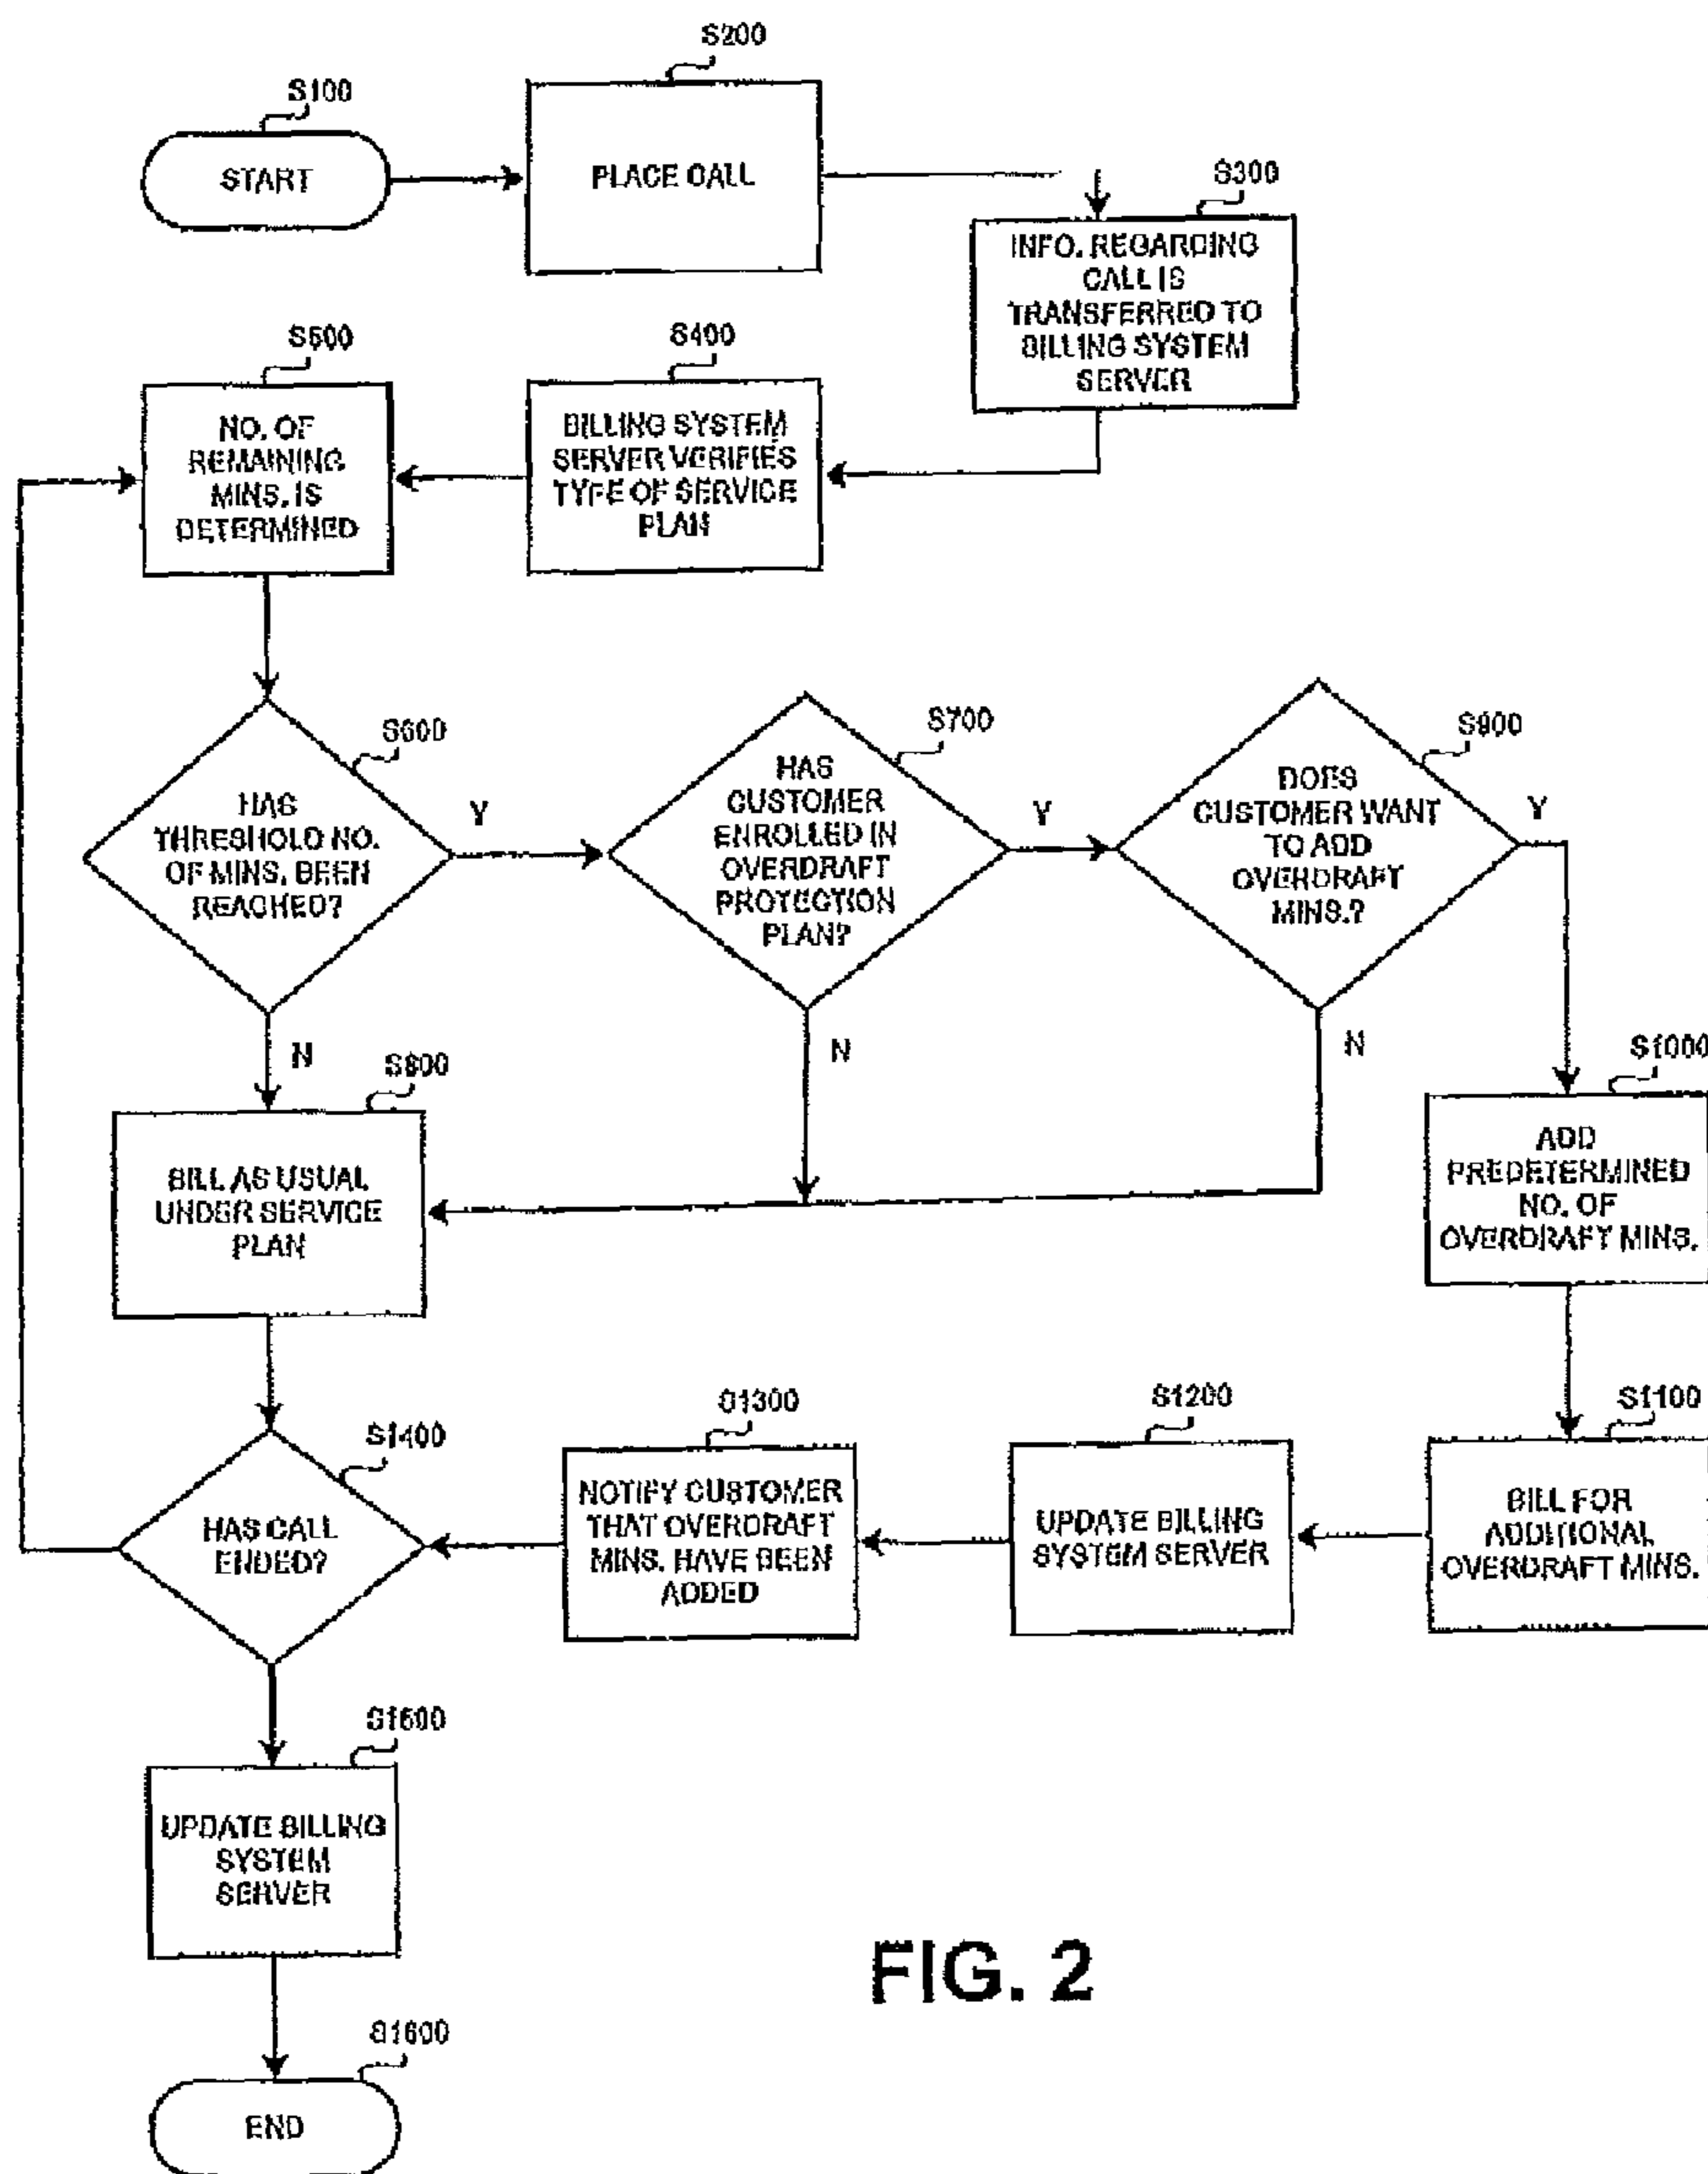 S100
START
S200
PLACE CALL
S300
INFO. REGARDING
CALL IS
TRANSFERRED TO
BILLING SYSTEM
SERVER
S400
BILLING SYSTEM
SERVER VERIFIES
TYPE OF SERVICE
PLAN
S500
NO. OF
REMAINING
MINS. IS
DETERMINED
S600
HAS
THRESHOLD NO.
OF MINS. BEEN
REACHED?
Y
N
S700
HAS
CUSTOMER
ENROLLED IN
OVERDRAFT
PROTECTION
PLAN?
Y
N
S900
DOES
CUSTOMER WANT
TO ADD
OVERDRAFT
MINS.?
Y
N
S800
BILL AS USUAL
UNDER SERVICE
PLAN
S1000
ADD
PREDETERMINED
NO. OF
OVERDRAFT MINS.
S1100
BILL FOR
ADDITIONAL
OVERDRAFT MINS.
S1200
UPDATE BILLING
SYSTEM SERVER
S1300
NOTIFY CUSTOMER
THAT OVERDRAFT
MINS. HAVE BEEN
ADDED
S1400
HAS CALL
ENDED?
S1500
UPDATE BILLING
SYSTEM
SERVER
S1600
END
FIG. 2